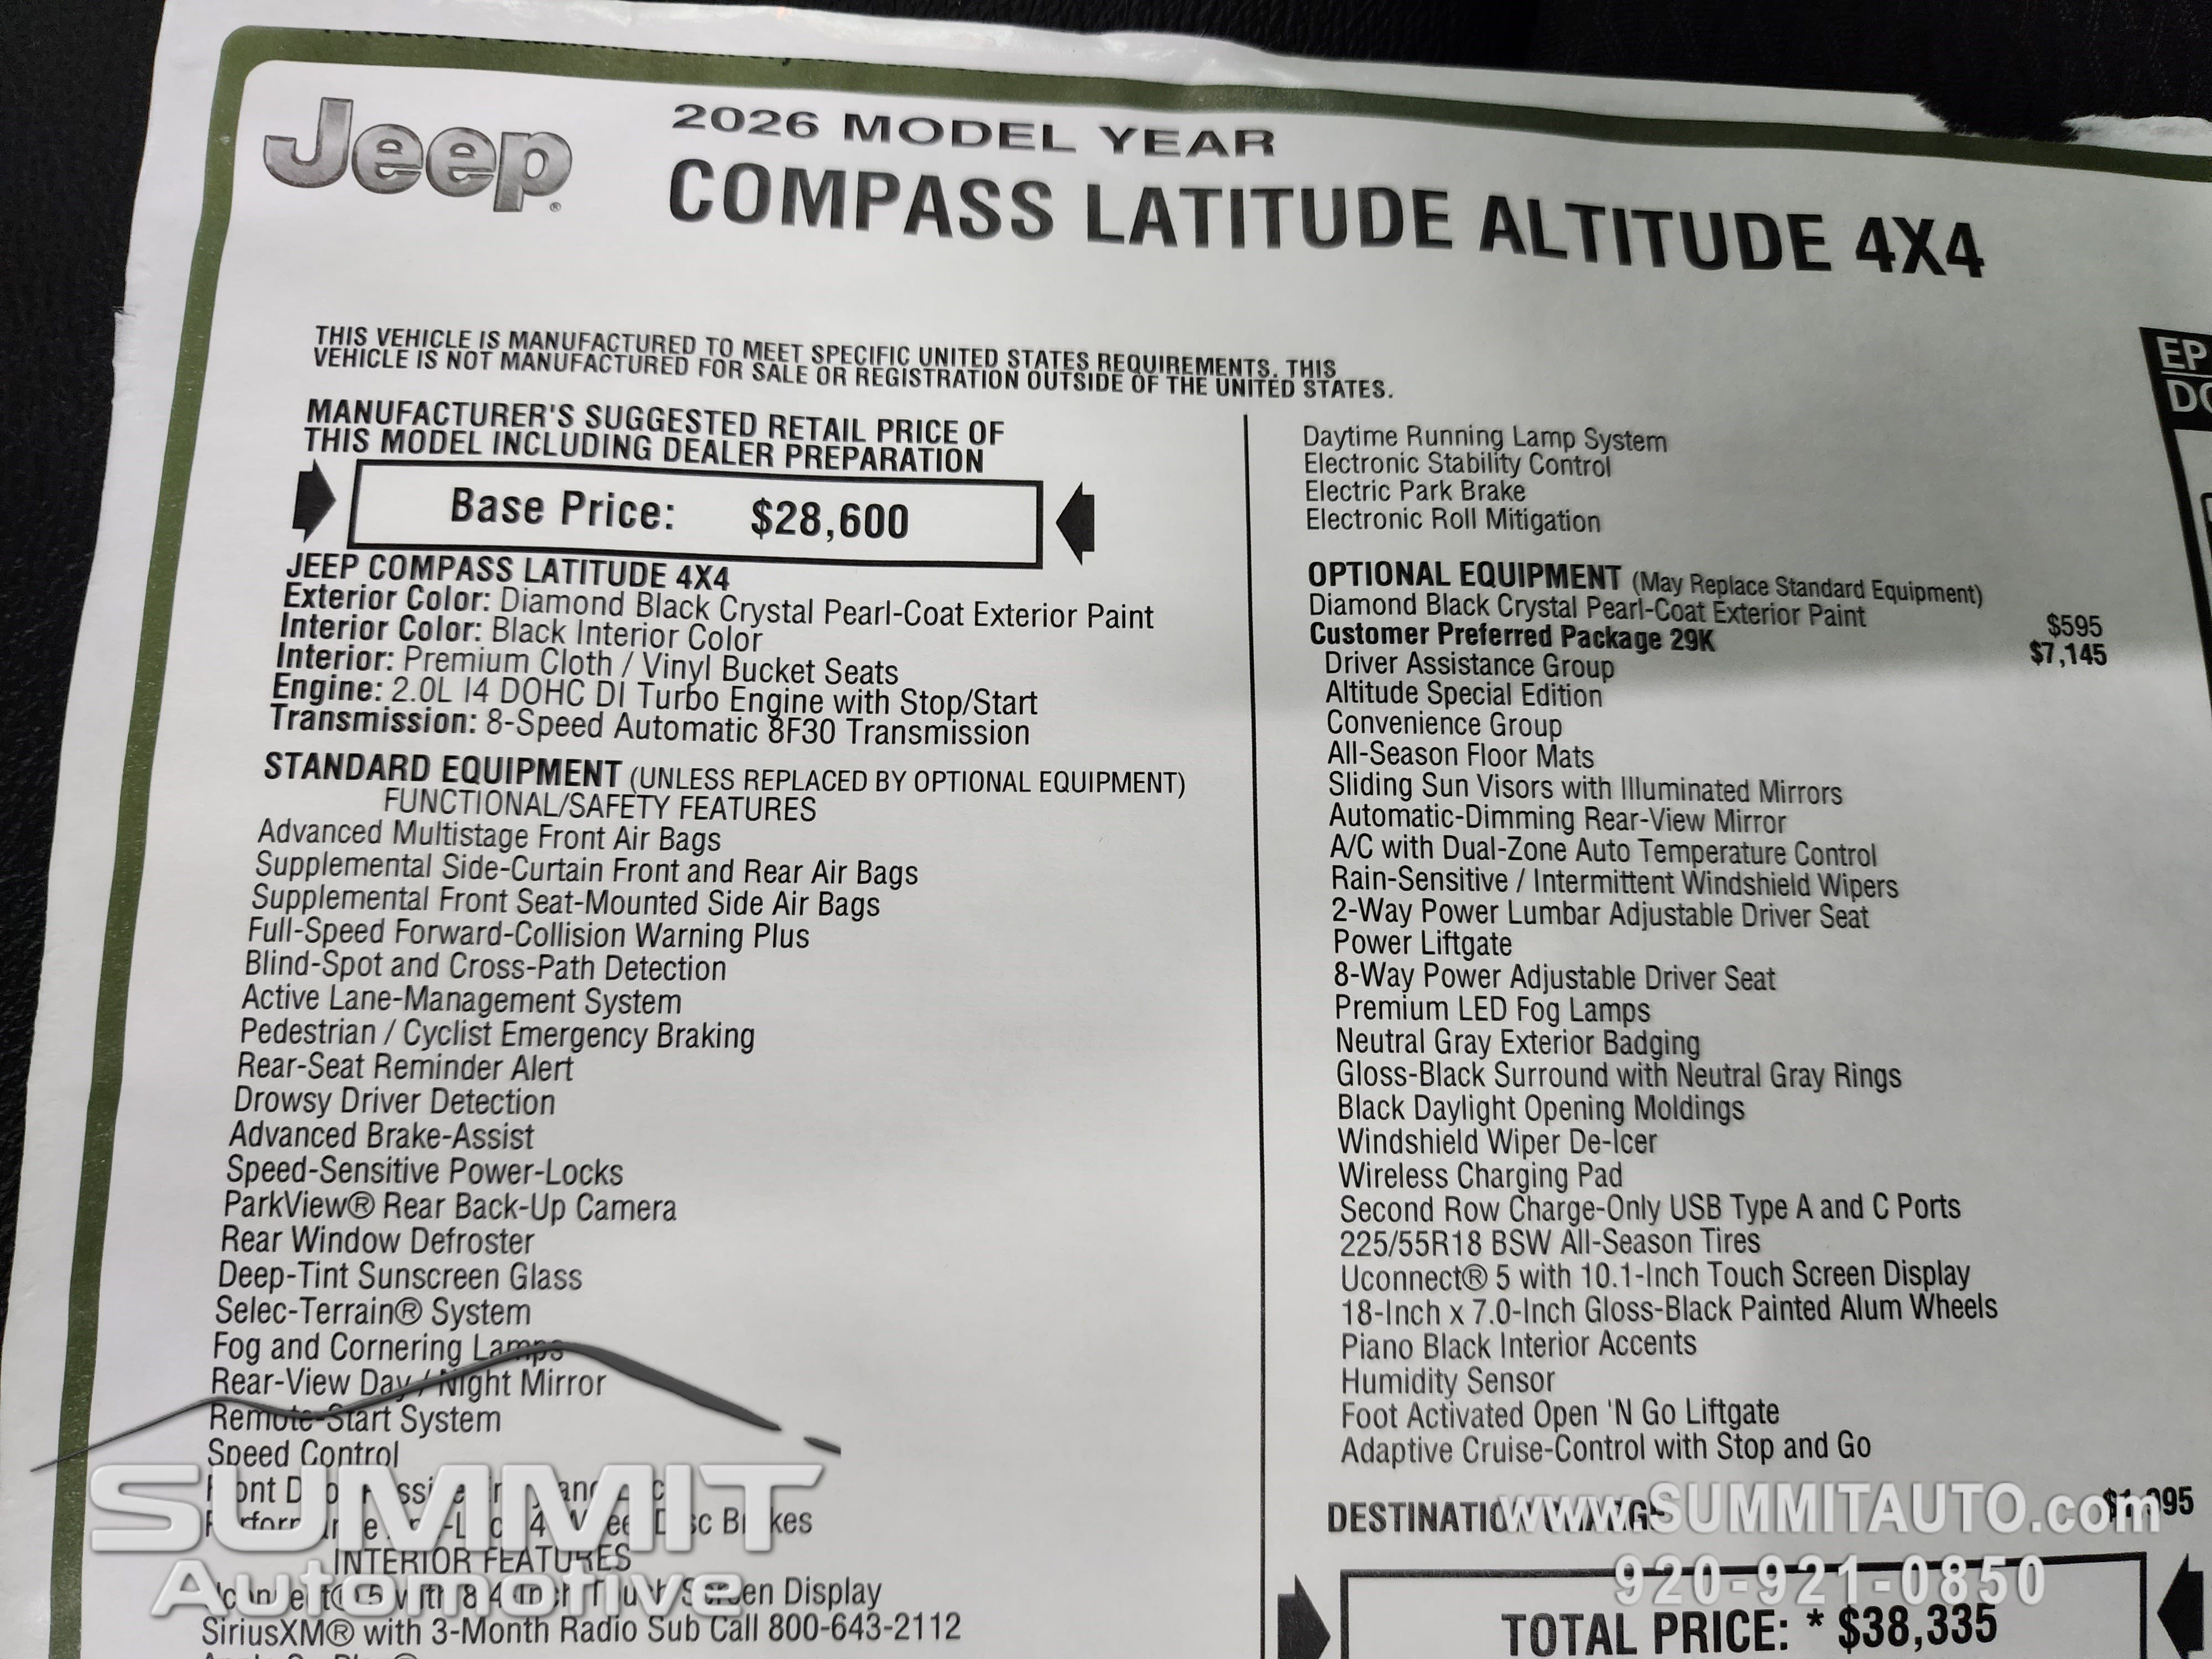 Jeep®
2026 MODEL YEAR
COMPASS LATITUDE ALTITUDE 4X4
THIS VEHICLE IS MANUFACTURED TO MEET SPECIFIC UNITED STATES REQUIREMENTS. THIS
VEHICLE IS NOT MANUFACTURED FOR SALE OR REGISTRATION OUTSIDE OF THE UNITED STATES.
MANUFACTURER'S SUGGESTED RETAIL PRICE OF
THIS MODEL INCLUDING DEALER PREPARATION
Base Price: $28,600
JEEP COMPASS LATITUDE 4X4
Exterior Color: Diamond Black Crystal Pearl-Coat Exterior Paint
Interior Color: Black Interior Color
Interior: Premium Cloth / Vinyl Bucket Seats
Engine: 2.0L I4 DOHC DI Turbo Engine with Stop/Start
Transmission: 8-Speed Automatic 8F30 Transmission
STANDARD EQUIPMENT (UNLESS REPLACED BY OPTIONAL EQUIPMENT)
FUNCTIONAL/SAFETY FEATURES
Advanced Multistage Front Air Bags
Supplemental Side-Curtain Front and Rear Air Bags
Supplemental Front Seat-Mounted Side Air Bags
Full-Speed Forward-Collision Warning Plus
Blind-Spot and Cross-Path Detection
Active Lane-Management System
Pedestrian / Cyclist Emergency Braking
Rear-Seat Reminder Alert
Drowsy Driver Detection
Advanced Brake-Assist
Speed-Sensitive Power-Locks
ParkView® Rear Back-Up Camera
Rear Window Defroster
Deep-Tint Sunscreen Glass
Selec-Terrain® System
Fog and Cornering Lamps
Rear-View Day / Night Mirror
Remote-Start System
Speed Control
Disc Brakes
INTERIOR FEATURES
Touch Screen Display
SiriusXM® with 3-Month Radio Sub Call 800-643-2112
Daytime Running Lamp System
Electronic Stability Control
Electric Park Brake
Electronic Roll Mitigation
OPTIONAL EQUIPMENT (May Replace Standard Equipment)
Diamond Black Crystal Pearl-Coat Exterior Paint $595
Customer Preferred Package 29K $7,145
Driver Assistance Group
Altitude Special Edition
Convenience Group
All-Season Floor Mats
Sliding Sun Visors with Illuminated Mirrors
Automatic-Dimming Rear-View Mirror
A/C with Dual-Zone Auto Temperature Control
Rain-Sensitive / Intermittent Windshield Wipers
2-Way Power Lumbar Adjustable Driver Seat
Power Liftgate
8-Way Power Adjustable Driver Seat
Premium LED Fog Lamps
Neutral Gray Exterior Badging
Gloss-Black Surround with Neutral Gray Rings
Black Daylight Opening Moldings
Windshield Wiper De-Icer
Wireless Charging Pad
Second Row Charge-Only USB Type A and C Ports
225/55R18 BSW All-Season Tires
Uconnect® 5 with 10.1-Inch Touch Screen Display
18-Inch x 7.0-Inch Gloss-Black Painted Alum Wheels
Piano Black Interior Accents
Humidity Sensor
Foot Activated Open 'N Go Liftgate
Adaptive Cruise-Control with Stop and Go
DESTINATION CHARGE
TOTAL PRICE: * $38,335
SUMMIT
Automotive
www.SUMMITAUTO.com
920-921-0850